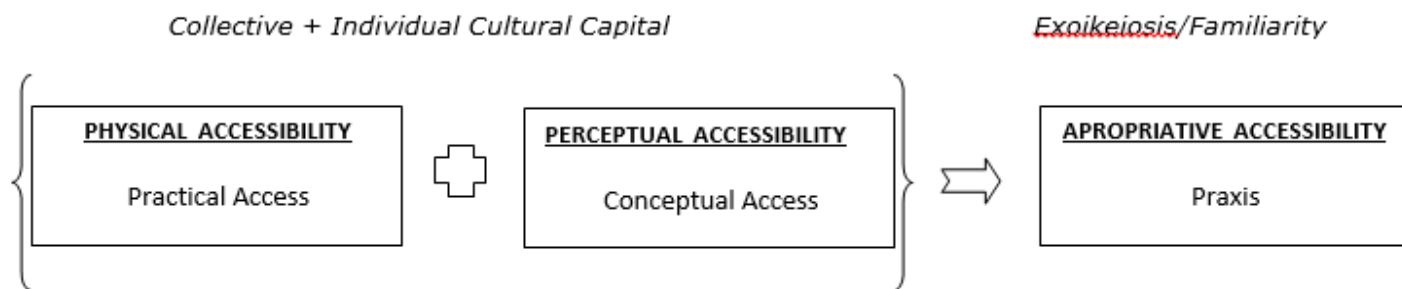 Collective + Individual Cultural Capital
Exoikeiosis/Familiarity
PHYSICAL ACCESSIBILITY
Practical Access
PERCEPTUAL ACCESSIBILITY
Conceptual Access
APROPRIATIVE ACCESSIBILITY
Praxis